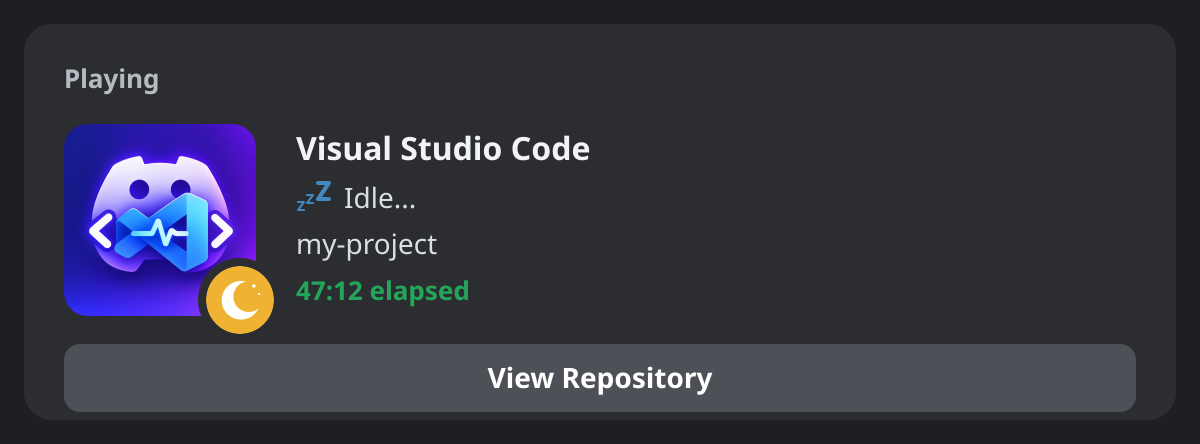 Playing
Visual Studio Code
💤 Idle...
my-project
47:12 elapsed
View Repository